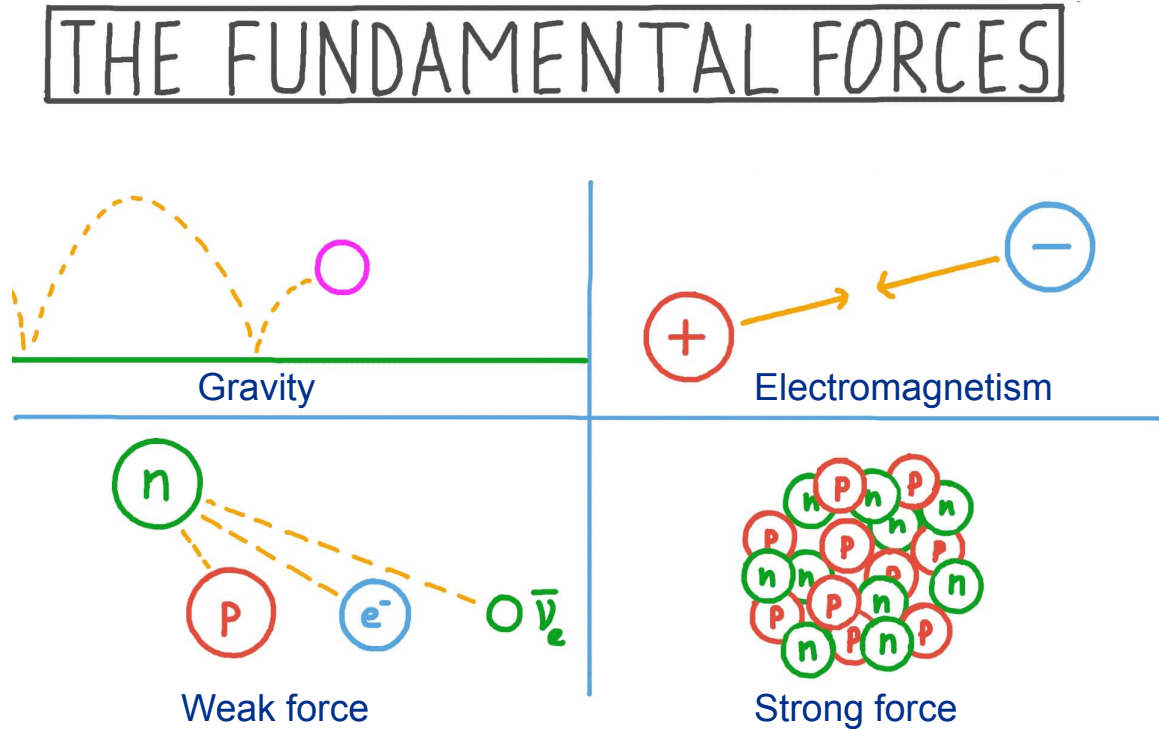 THE FUNDAMENTAL FORCES
+
−
Gravity
Electromagnetism
n
p
e⁻
ν̄ₑ
Weak force
p
p
n
n
n
n
p
p
p
n
n
p
n
p
n
p
p
p
n
n
Strong force